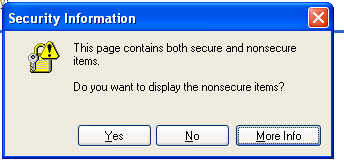 Security Information
This page contains both secure and nonsecure
items.
Do you want to display the nonsecure items?
Yes
No
More Info